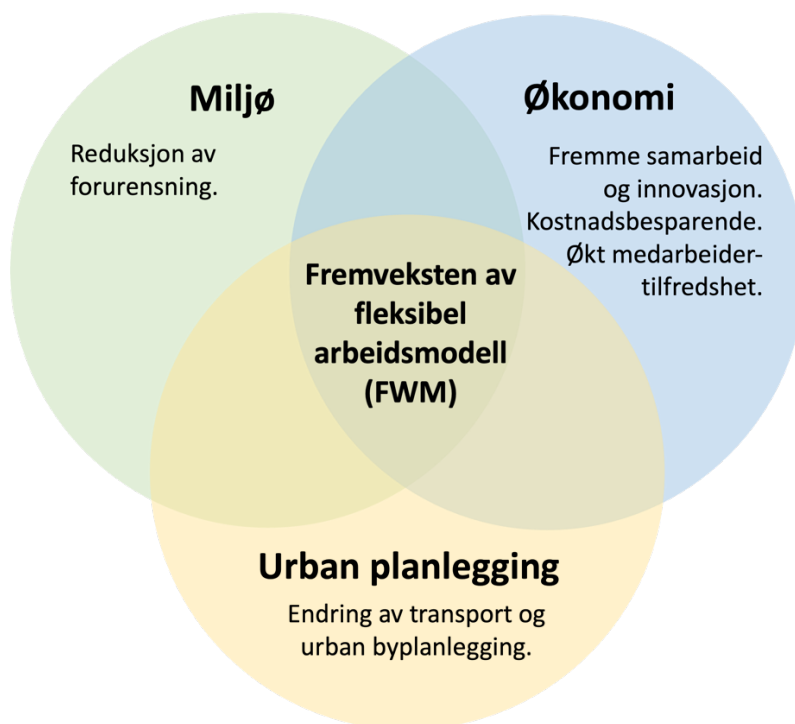 Miljø
Reduksjon av
forurensning.
Økonomi
Fremme samarbeid
og innovasjon.
Kostnadsbesparende.
Økt medarbeider-
tilfredshet.
Fremveksten av
fleksibel
arbeidsmodell
(FWM)
Urban planlegging
Endring av transport og
urban byplanlegging.